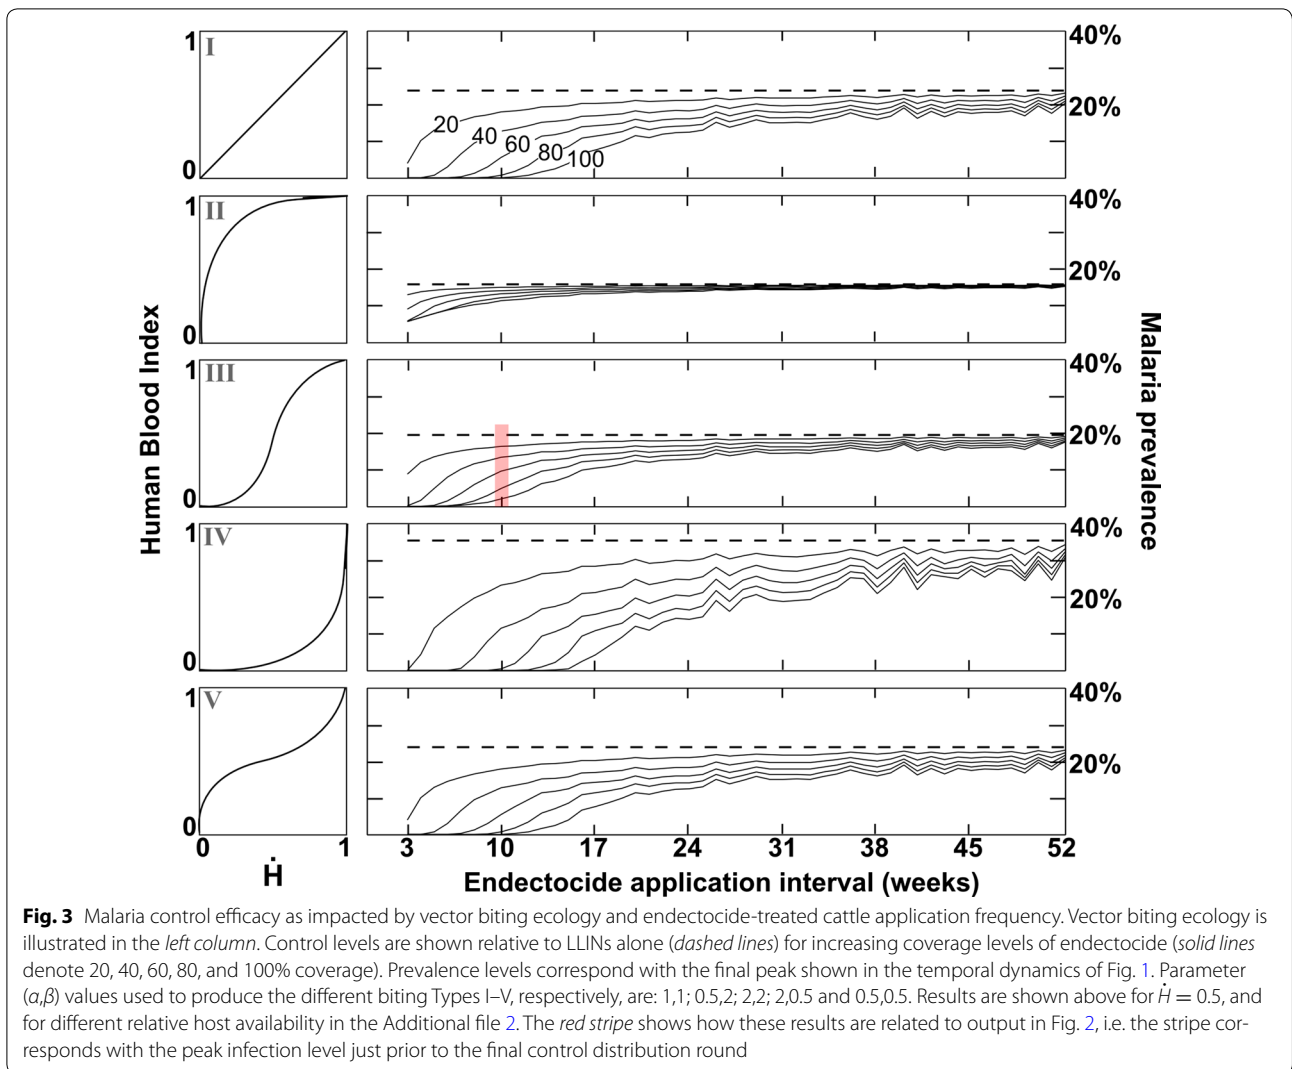 I
1
0
40%
20%
20
40
60
80
100
II
1
0
40%
20%
III
1
0
40%
20%
IV
1
0
40%
20%
V
1
0
40%
20%
Human Blood Index
Malaria prevalence
0 1
Ḣ
3 10 17 24 31 38 45 52
Endectocide application interval (weeks)
Fig. 3 Malaria control efficacy as impacted by vector biting ecology and endectocide-treated cattle application frequency. Vector biting ecology is
illustrated in the left column. Control levels are shown relative to LLINs alone (dashed lines) for increasing coverage levels of endectocide (solid lines
denote 20, 40, 60, 80, and 100% coverage). Prevalence levels correspond with the final peak shown in the temporal dynamics of Fig. 1. Parameter
(α,β) values used to produce the different biting Types I–V, respectively, are: 1,1; 0.5,2; 2,2; 2,0.5 and 0.5,0.5. Results are shown above for Ḣ = 0.5, and
for different relative host availability in the Additional file 2. The red stripe shows how these results are related to output in Fig. 2, i.e. the stripe cor-
responds with the peak infection level just prior to the final control distribution round